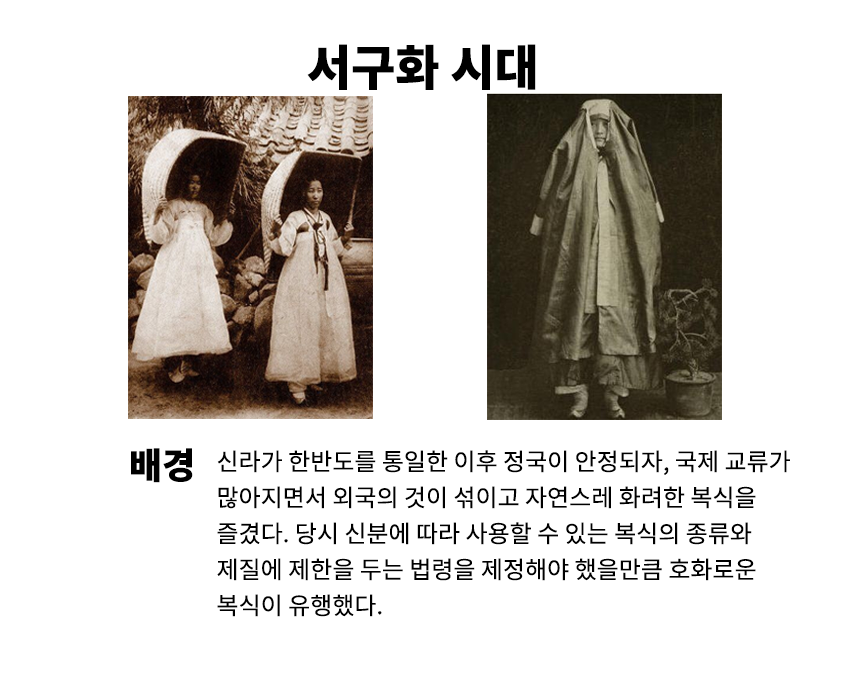 서구화 시대
배경
신라가 한반도를 통일한 이후 정국이 안정되자, 국제 교류가
많아지면서 외국의 것이 섞이고 자연스레 화려한 복식을
즐겼다. 당시 신분에 따라 사용할 수 있는 복식의 종류와
제질에 제한을 두는 법령을 제정해야 했을만큼 호화로운
복식이 유행했다.